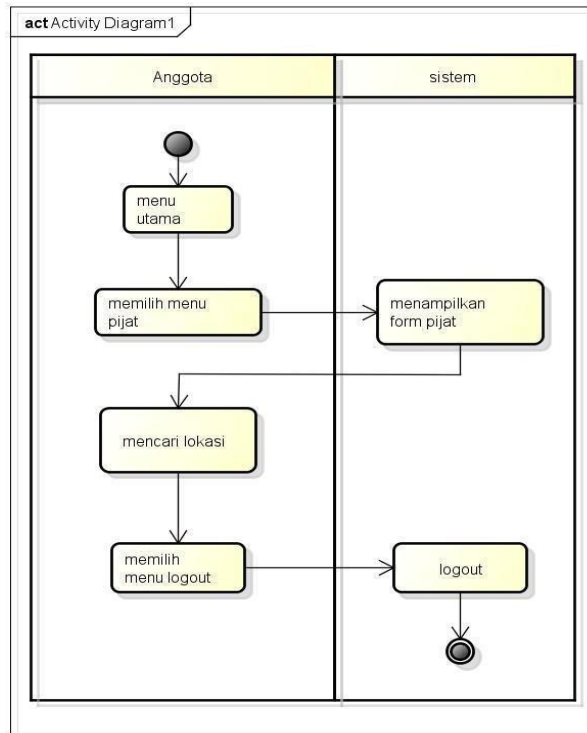 act Activity Diagram1
Anggota
sistem
menu
utama
memilih menu
pijat
menampilkan
form pijat
mencari lokasi
memilih
menu logout
logout